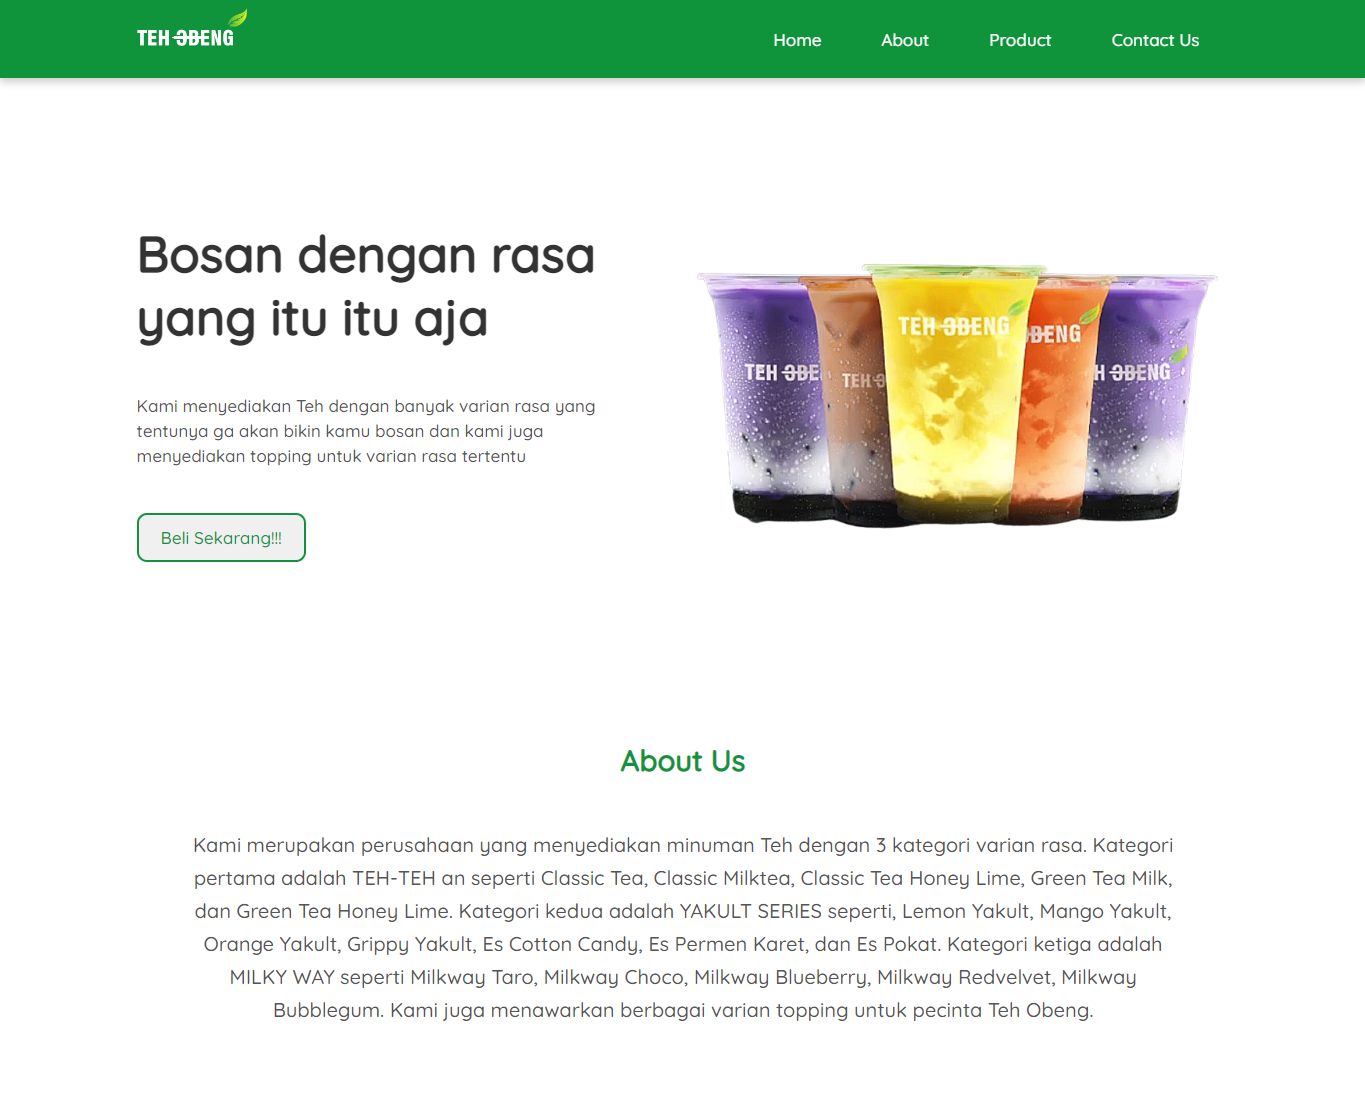 TEH OBENG
Home About Product Contact Us
Bosan dengan rasa
yang itu itu aja
Kami menyediakan Teh dengan banyak varian rasa yang
tentunya ga akan bikin kamu bosan dan kami juga
menyediakan topping untuk varian rasa tertentu
Beli Sekarang!!!
TEH OBENG
OBENG
TEH OBE
TEH O
H OBENG
About Us
Kami merupakan perusahaan yang menyediakan minuman Teh dengan 3 kategori varian rasa. Kategori
pertama adalah TEH-TEH an seperti Classic Tea, Classic Milktea, Classic Tea Honey Lime, Green Tea Milk,
dan Green Tea Honey Lime. Kategori kedua adalah YAKULT SERIES seperti, Lemon Yakult, Mango Yakult,
Orange Yakult, Grippy Yakult, Es Cotton Candy, Es Permen Karet, dan Es Pokat. Kategori ketiga adalah
MILKY WAY seperti Milkway Taro, Milkway Choco, Milkway Blueberry, Milkway Redvelvet, Milkway
Bubblegum. Kami juga menawarkan berbagai varian topping untuk pecinta Teh Obeng.